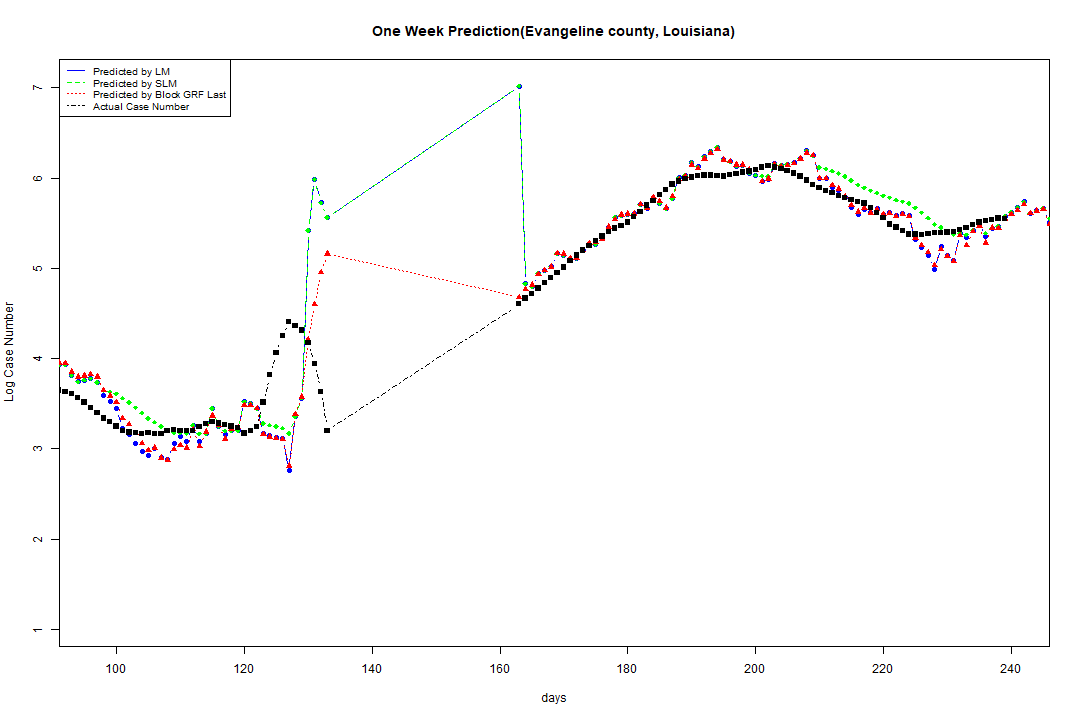 One Week Prediction(Evangeline county, Louisiana)
Predicted by LM
Predicted by SLM
Predicted by Block GRF Last
Actual Case Number
Log Case Number
7
6
5
4
3
2
1
100 120 140 160 180 200 220 240
days